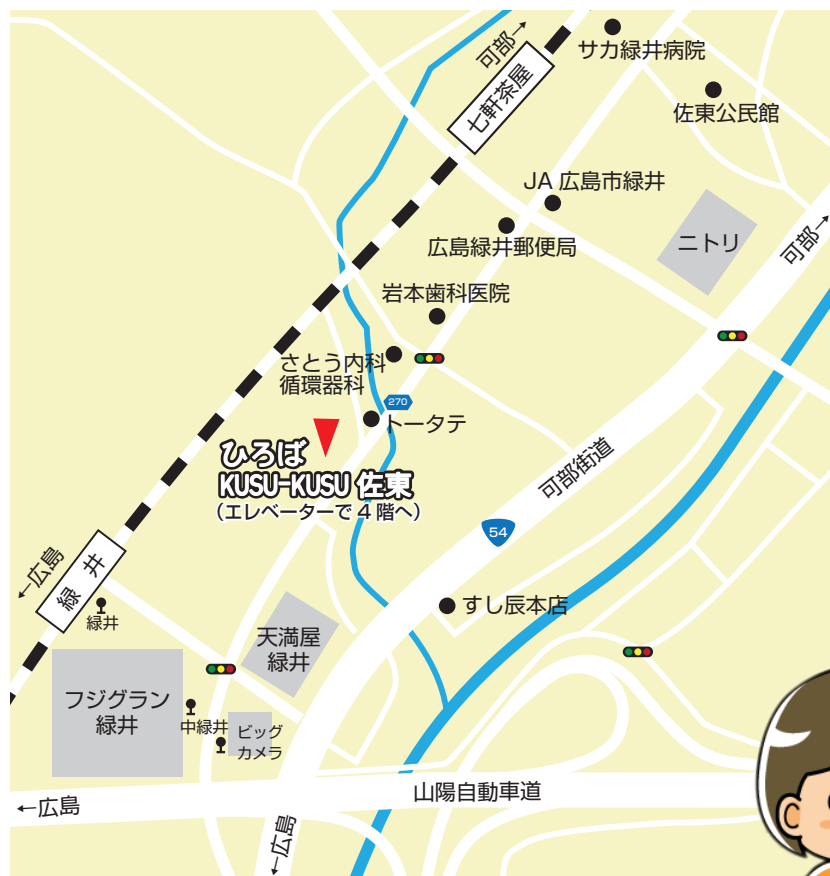 可部→
サカ緑井病院
七軒茶屋
佐東公民館
JA 広島市緑井
広島緑井郵便局
ニトリ
可部→
岩本歯科医院
さとう内科
循環器科
270
トータテ
ひろば
KUSU-KUSU 佐東
(エレベーターで 4 階へ)
可部街道
54
←広島
緑井
緑井
すし辰本店
天満屋
緑井
フジグラン
緑井
中緑井
ビッグ
カメラ
山陽自動車道
←広島
←広島